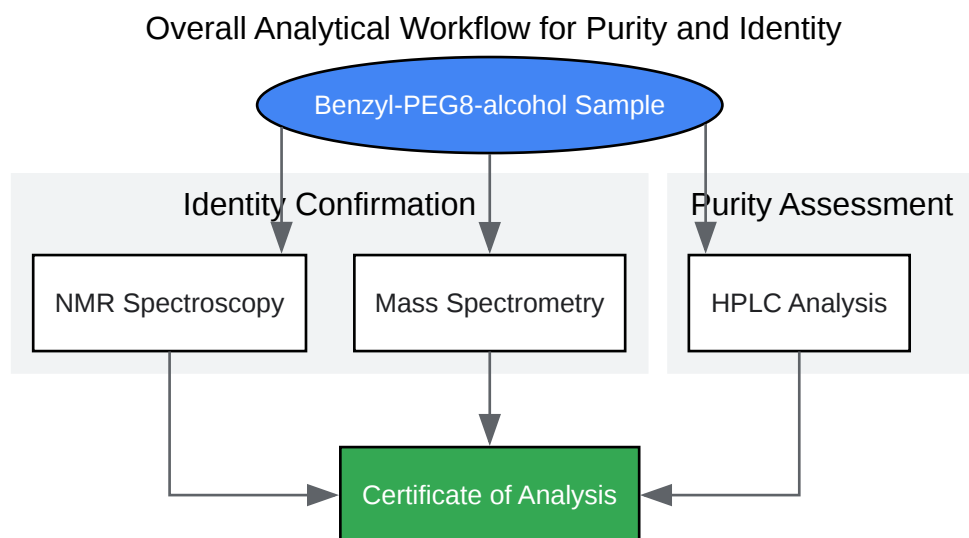 Overall Analytical Workflow for Purity and Identity
Benzyl-PEG8-alcohol Sample
Identity Confirmation
Purity Assessment
NMR Spectroscopy
Mass Spectrometry
HPLC Analysis
Certificate of Analysis